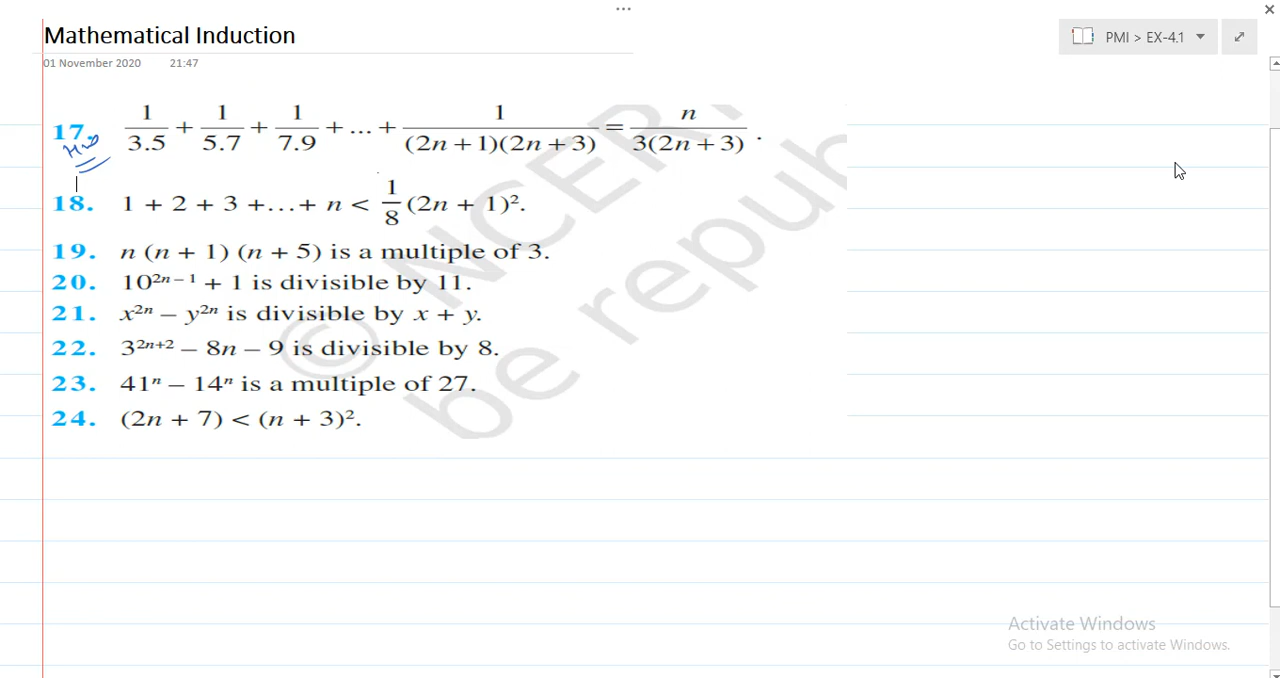 Mathematical Induction
PMI > EX-4.1
01 November 2020 21:47
17. 1/3.5 + 1/5.7 + 1/7.9 + ... + 1/((2n + 1)(2n + 3)) = n/(3(2n + 3)) .
18. 1 + 2 + 3 +...+ n < 1/8 (2n + 1)².
19. n (n + 1) (n + 5) is a multiple of 3.
20. 10²ⁿ⁻¹ + 1 is divisible by 11.
21. x²ⁿ – y²ⁿ is divisible by x + y.
22. 3²ⁿ⁺² – 8n – 9 is divisible by 8.
23. 41ⁿ – 14ⁿ is a multiple of 27.
24. (2n + 7) < (n + 3)².
© NCER
be repub
Activate Windows
Go to Settings to activate Windows.